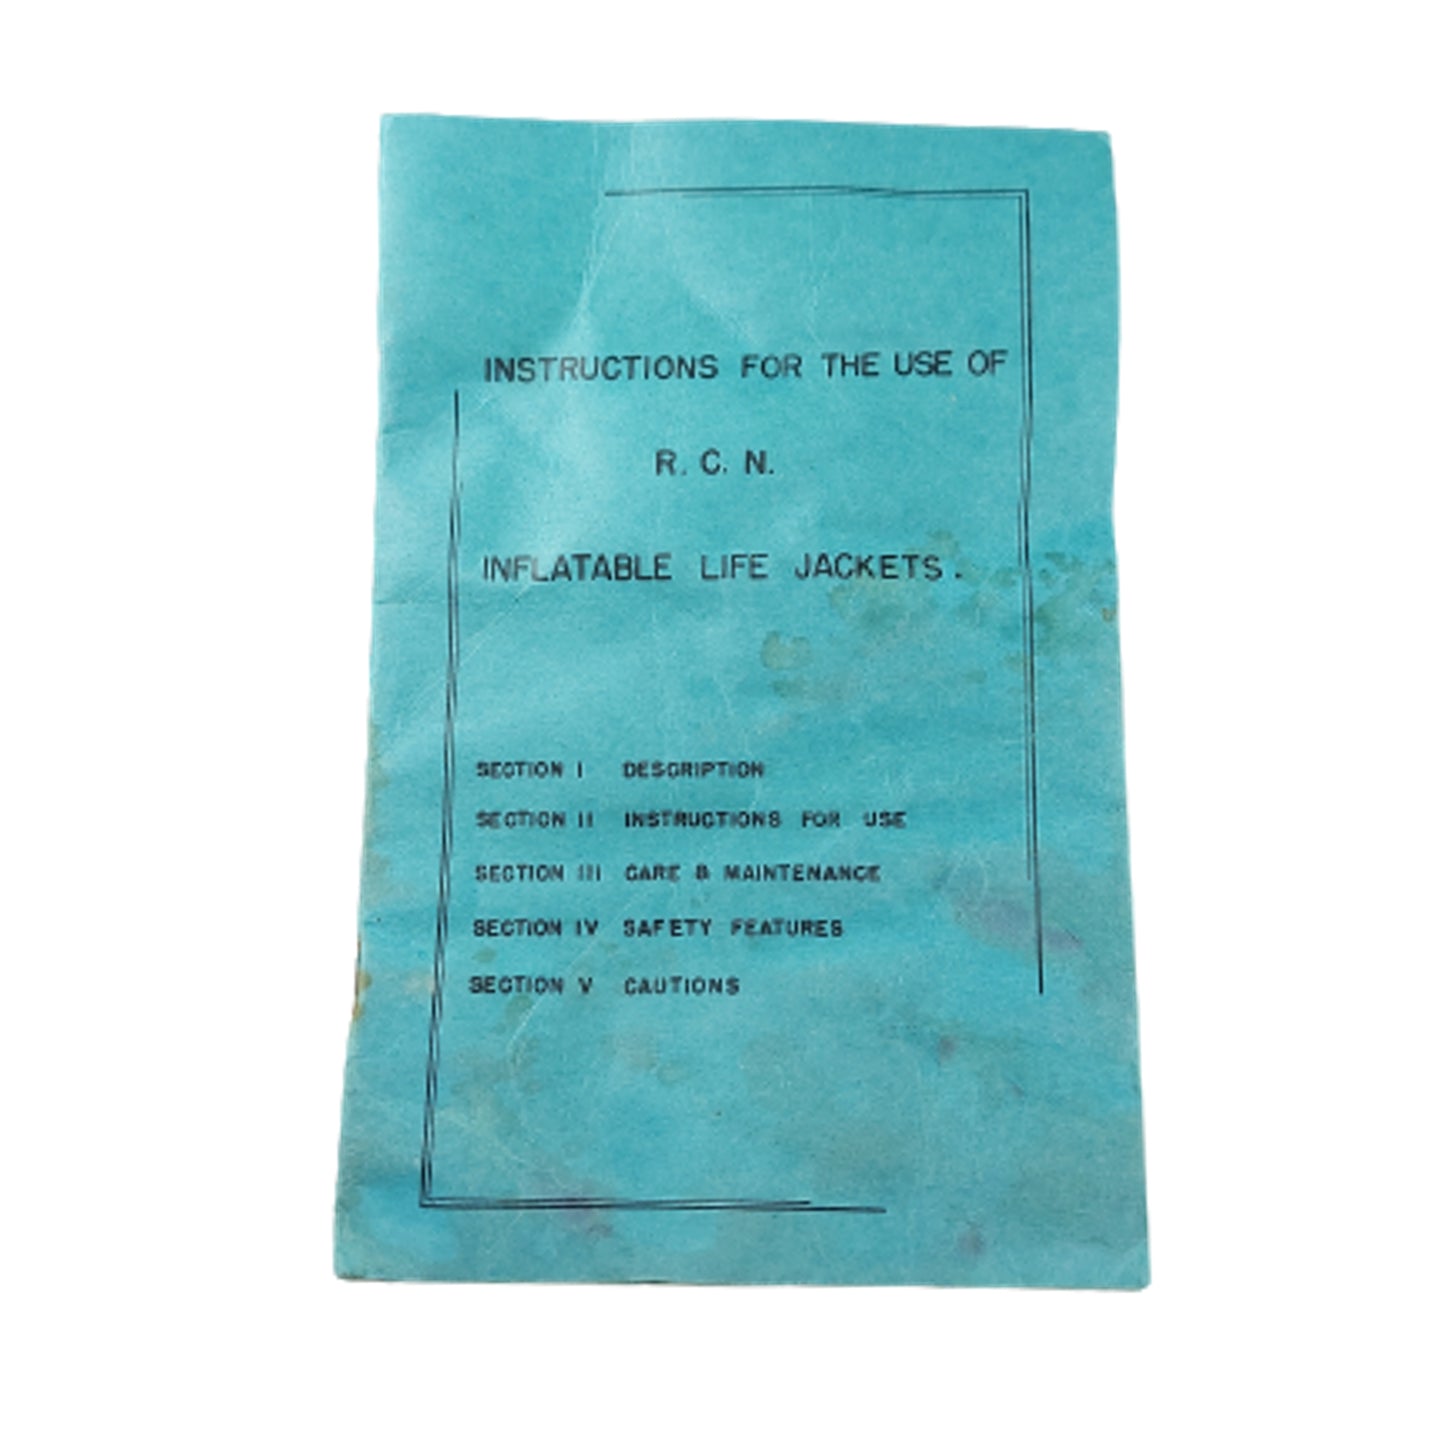 INSTRUCTIONS FOR THE USE OF
R. C. N.
INFLATABLE LIFE JACKETS.
SECTION I DESCRIPTION
SECTION II INSTRUCTIONS FOR USE
SECTION III CARE & MAINTENANCE
SECTION IV SAFETY FEATURES
SECTION V CAUTIONS